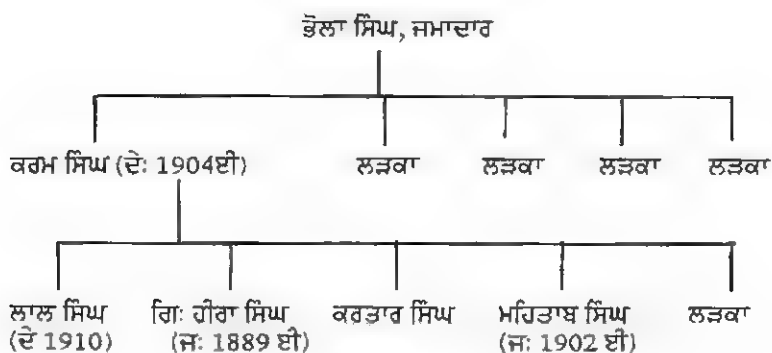 ਭੋਲਾ ਸਿੰਘ, ਜਮਾਦਾਰ
ਕਰਮ ਸਿੰਘ (ਦੇ: 1904ਈ) ਲੜਕਾ ਲੜਕਾ ਲੜਕਾ ਲੜਕਾ
ਲਾਲ ਸਿੰਘ ਗਿ: ਹੀਰਾ ਸਿੰਘ ਕਰਤਾਰ ਸਿੰਘ ਮਹਿਤਾਬ ਸਿੰਘ ਲੜਕਾ
(ਦੇ 1910) (ਜ: 1889 ਈ) (ਜ: 1902 ਈ)